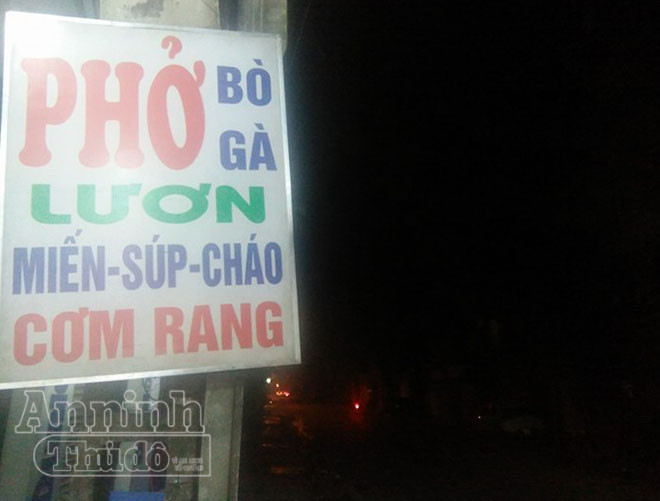 PHỞ BÒ
GÀ
LƯƠN
MIẾN-SÚP-CHÁO
CƠM RANG
Anninh
Thủđô